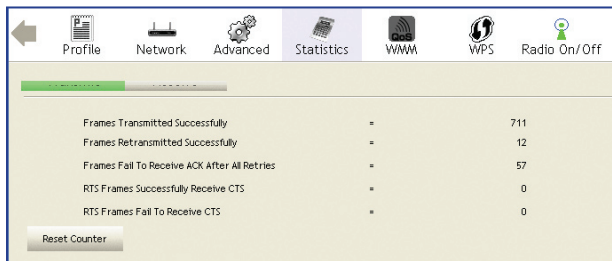 Profile Network Advanced Statistics QoS WMM WPS Radio On/Off
Frames Transmitted Successfully = 711
Frames Retransmitted Successfully = 12
Frames Fail To Receive ACK After All Retries = 57
RTS Frames Successfully Receive CTS = 0
RTS Frames Fail To Receive CTS = 0
Reset Counter